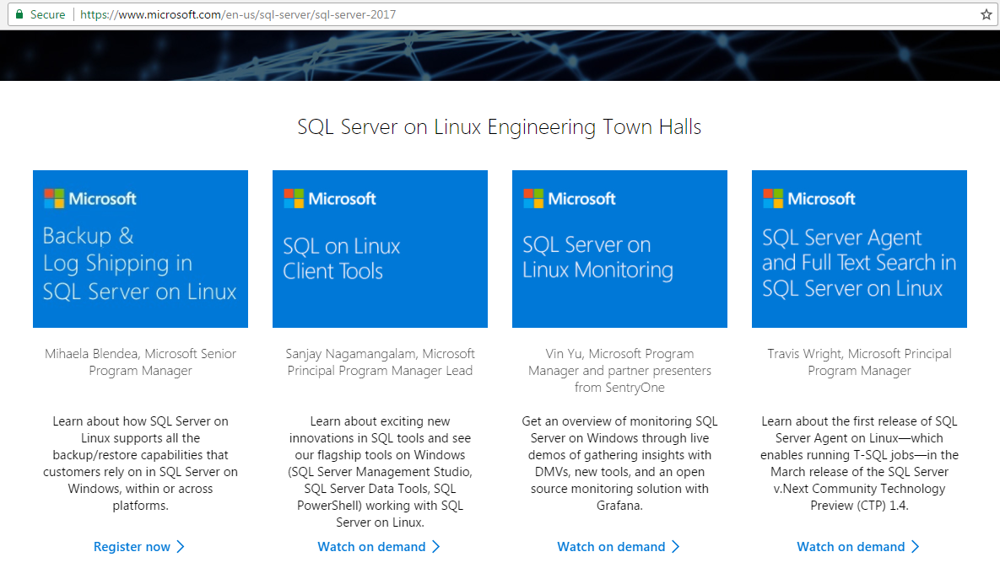 Secure https://www.microsoft.com/en-us/sql-server/sql-server-2017
SQL Server on Linux Engineering Town Halls
Microsoft
Backup &
Log Shipping in
SQL Server on Linux
Mihaela Blendea, Microsoft Senior
Program Manager
Learn about how SQL Server on
Linux supports all the
backup/restore capabilities that
customers rely on in SQL Server on
Windows, within or across
platforms.
Register now
Microsoft
SQL on Linux
Client Tools
Sanjay Nagamangalam, Microsoft
Principal Program Manager Lead
Learn about exciting new
innovations in SQL tools and see
our flagship tools on Windows
(SQL Server Management Studio,
SQL Server Data Tools, SQL
PowerShell) working with SQL
Server on Linux.
Watch on demand
Microsoft
SQL Server on
Linux Monitoring
Vin Yu, Microsoft Program
Manager and partner presenters
from SentryOne
Get an overview of monitoring SQL
Server on Windows through live
demos of gathering insights with
DMVs, new tools, and an open
source monitoring solution with
Grafana.
Watch on demand
Microsoft
SQL Server Agent
and Full Text Search in
SQL Server on Linux
Travis Wright, Microsoft Principal
Program Manager
Learn about the first release of SQL
Server Agent on Linux—which
enables running T-SQL jobs—in the
March release of the SQL Server
v.Next Community Technology
Preview (CTP) 1.4.
Watch on demand